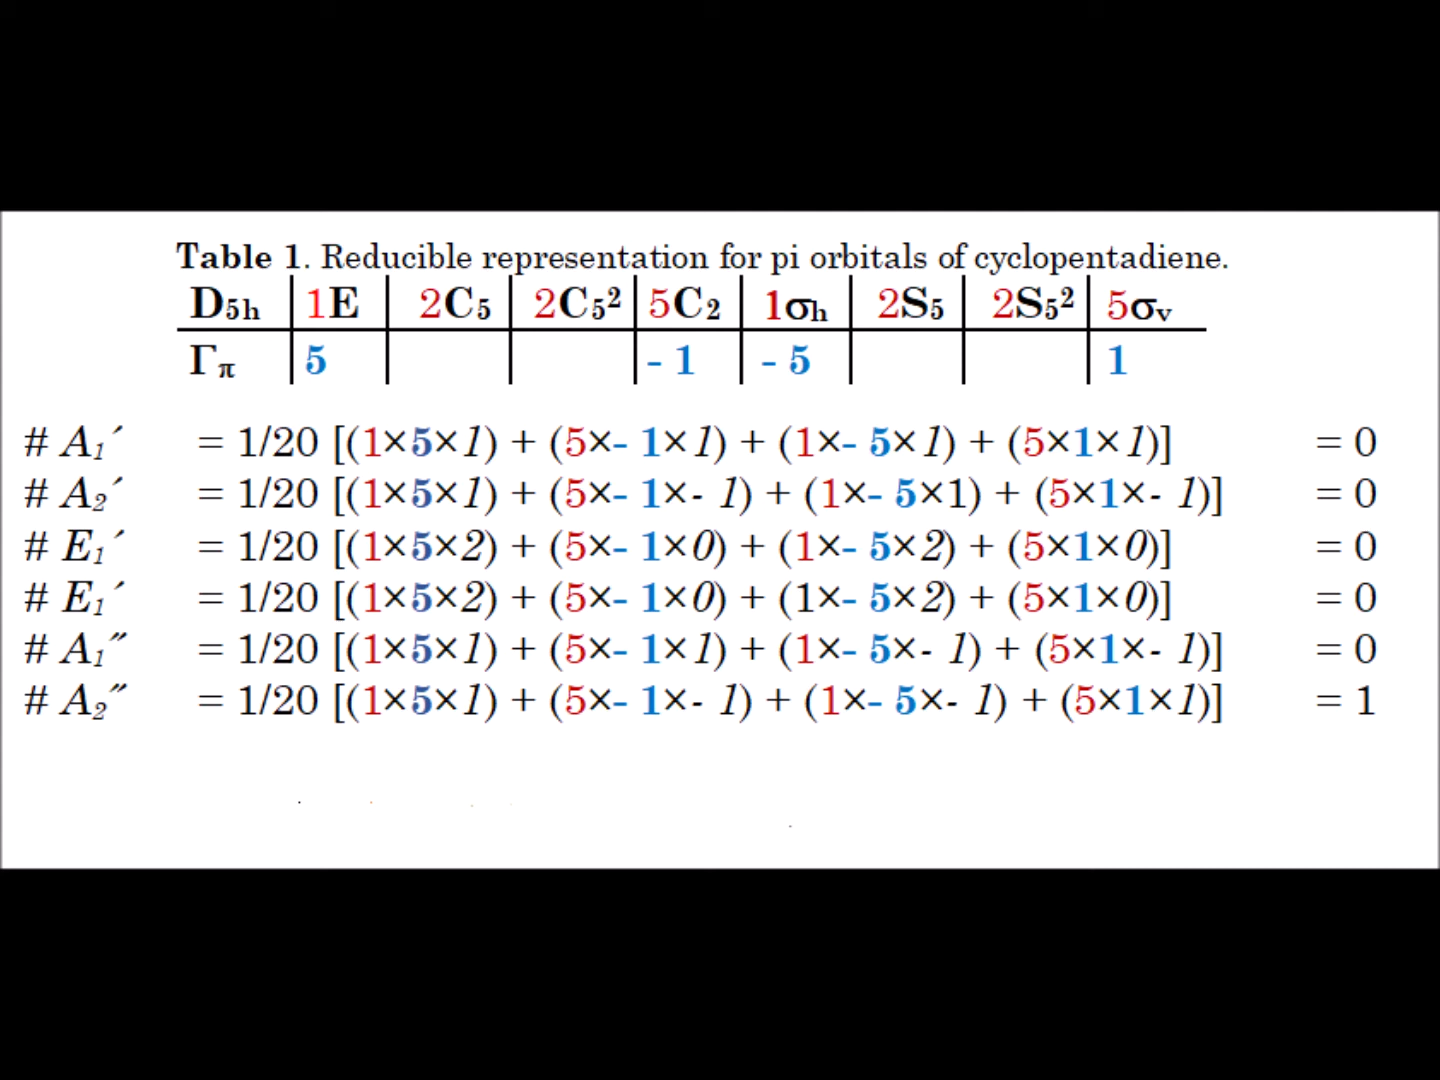 Table 1. Reducible representation for pi orbitals of cyclopentadiene.
D5h 1E 2C5 2C5² 5C2 1σh 2S5 2S5² 5σv
Γπ 5 - 1 - 5 1
# A1´ = 1/20 [(1×5×1) + (5×- 1×1) + (1×- 5×1) + (5×1×1)] = 0
# A2´ = 1/20 [(1×5×1) + (5×- 1×- 1) + (1×- 5×1) + (5×1×- 1)] = 0
# E1´ = 1/20 [(1×5×2) + (5×- 1×0) + (1×- 5×2) + (5×1×0)] = 0
# E1´ = 1/20 [(1×5×2) + (5×- 1×0) + (1×- 5×2) + (5×1×0)] = 0
# A1˝ = 1/20 [(1×5×1) + (5×- 1×1) + (1×- 5×- 1) + (5×1×- 1)] = 0
# A2˝ = 1/20 [(1×5×1) + (5×- 1×- 1) + (1×- 5×- 1) + (5×1×1)] = 1